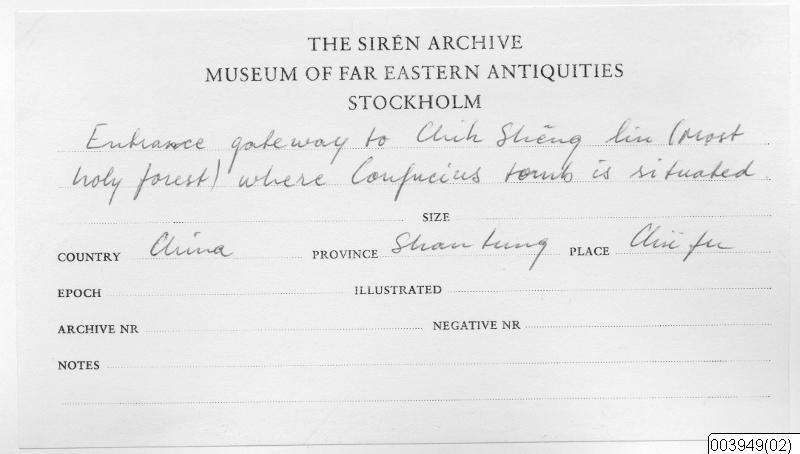 THE SIRÉN ARCHIVE
MUSEUM OF FAR EASTERN ANTIQUITIES
STOCKHOLM
Entrance gateway to Chih Shêng lin (most
holy forest) where Confucius tomb is situated.
SIZE
COUNTRY China PROVINCE Shantung PLACE Chü fu
EPOCH ILLUSTRATED
ARCHIVE NR NEGATIVE NR
NOTES
003949(02)